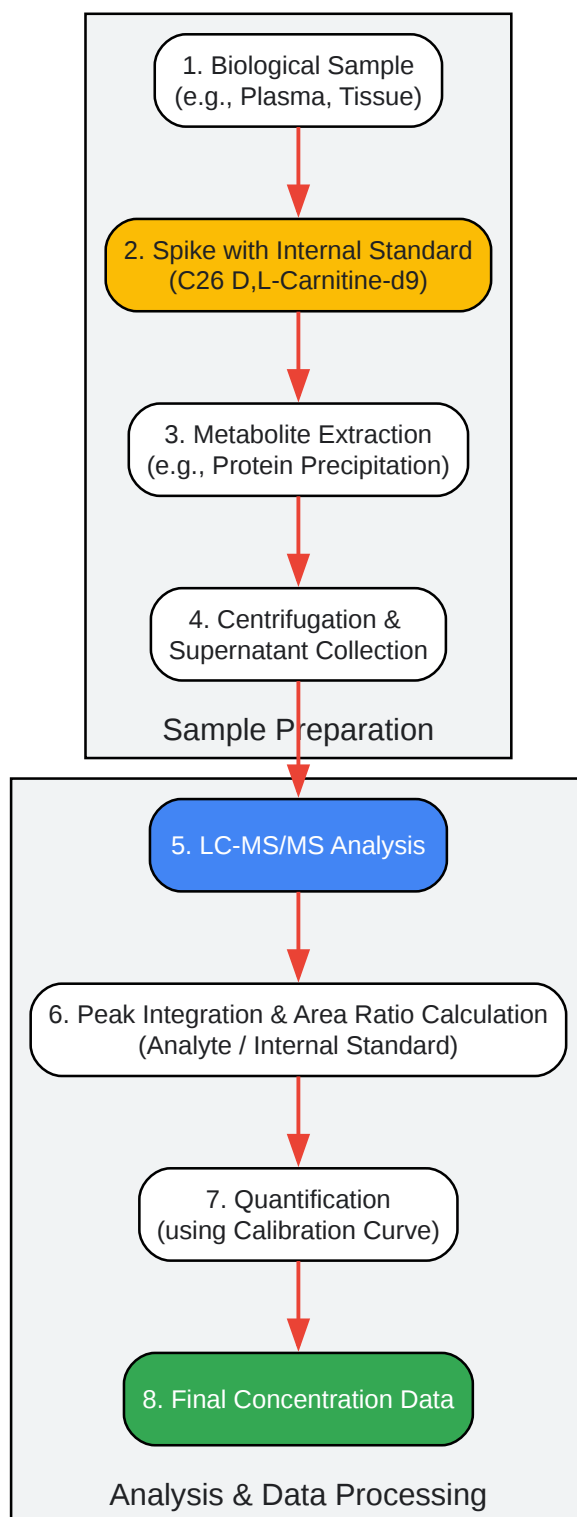 1. Biological Sample
(e.g., Plasma, Tissue)
2. Spike with Internal Standard
(C26 D,L-Carnitine-d9)
3. Metabolite Extraction
(e.g., Protein Precipitation)
4. Centrifugation &
Supernatant Collection
Sample Preparation
5. LC-MS/MS Analysis
6. Peak Integration & Area Ratio Calculation
(Analyte / Internal Standard)
7. Quantification
(using Calibration Curve)
8. Final Concentration Data
Analysis & Data Processing